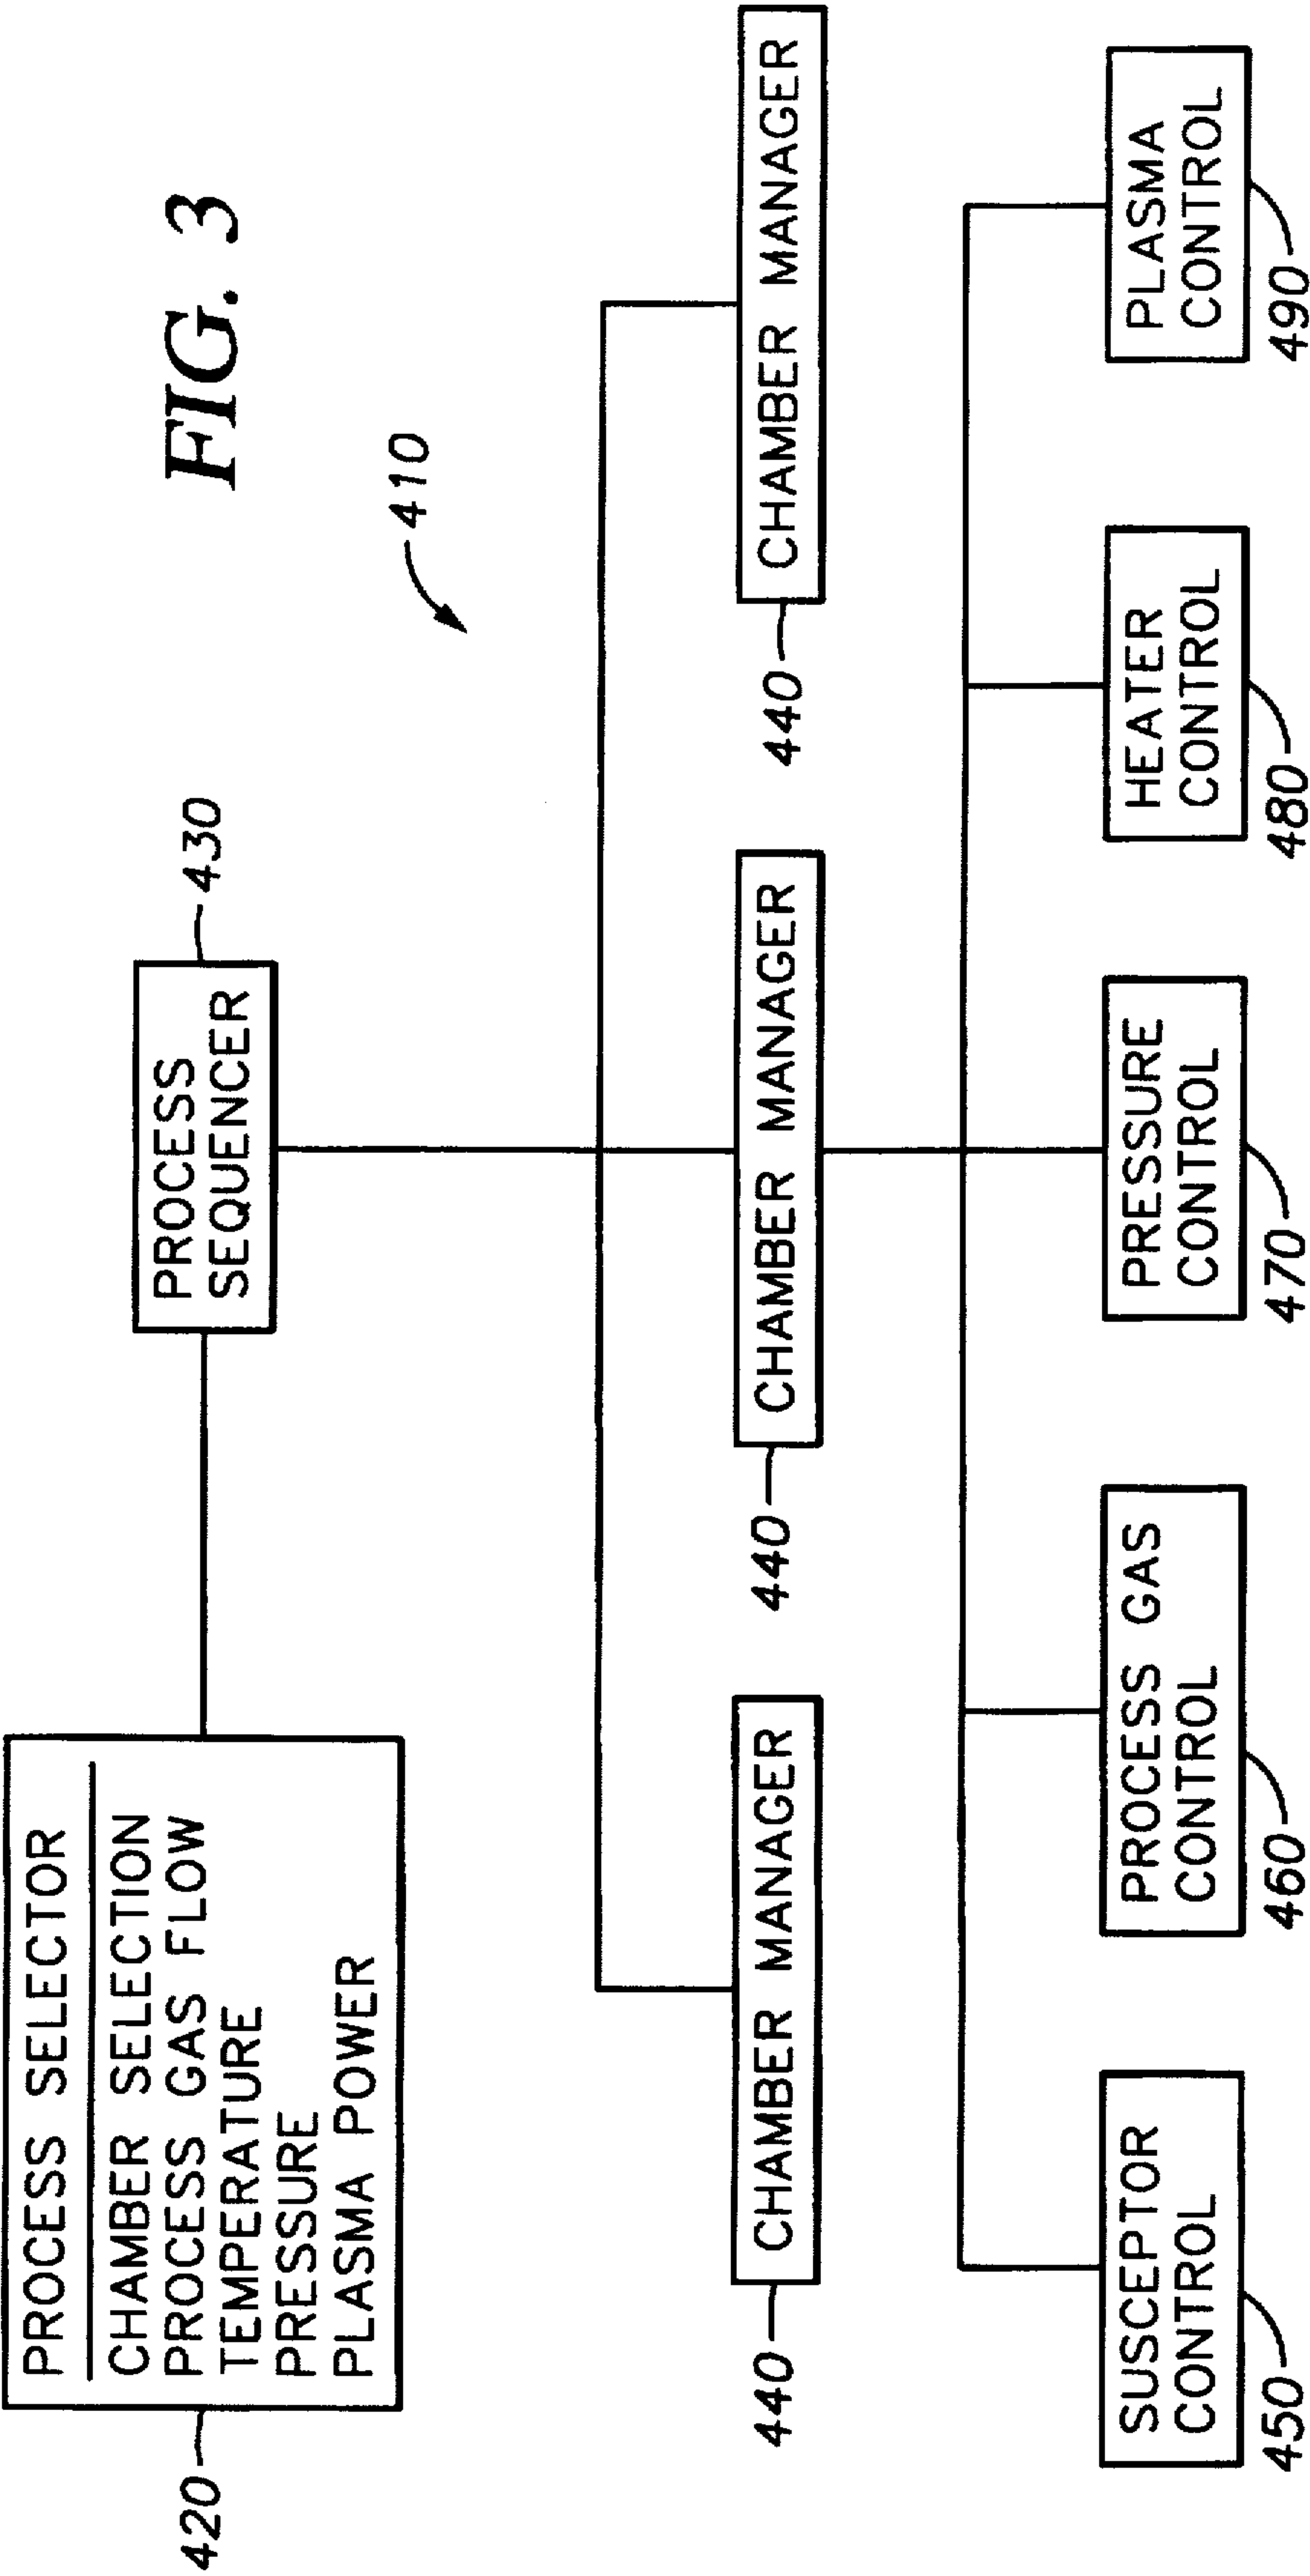 FIG. 3
410
420
PROCESS SELECTOR
CHAMBER SELECTION
PROCESS GAS FLOW
TEMPERATURE
PRESSURE
PLASMA POWER
PROCESS
SEQUENCER
430
440
CHAMBER MANAGER
440
CHAMBER MANAGER
440
CHAMBER MANAGER
SUSCEPTOR
CONTROL
450
PROCESS GAS
CONTROL
460
PRESSURE
CONTROL
470
HEATER
CONTROL
480
PLASMA
CONTROL
490